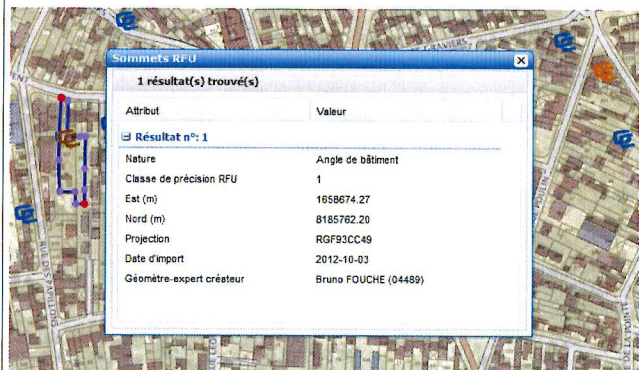 Sommets RFU
1 résultat(s) trouvé(s)
Attribut Valeur
Résultat n°: 1
Nature Angle de bâtiment
Classe de précision RFU 1
Est (m) 1658674.27
Nord (m) 8185762.20
Projection RGF93CC49
Date d'import 2012-10-03
Géomètre-expert créateur Bruno FOUCHE (04489)
GRAVIERS